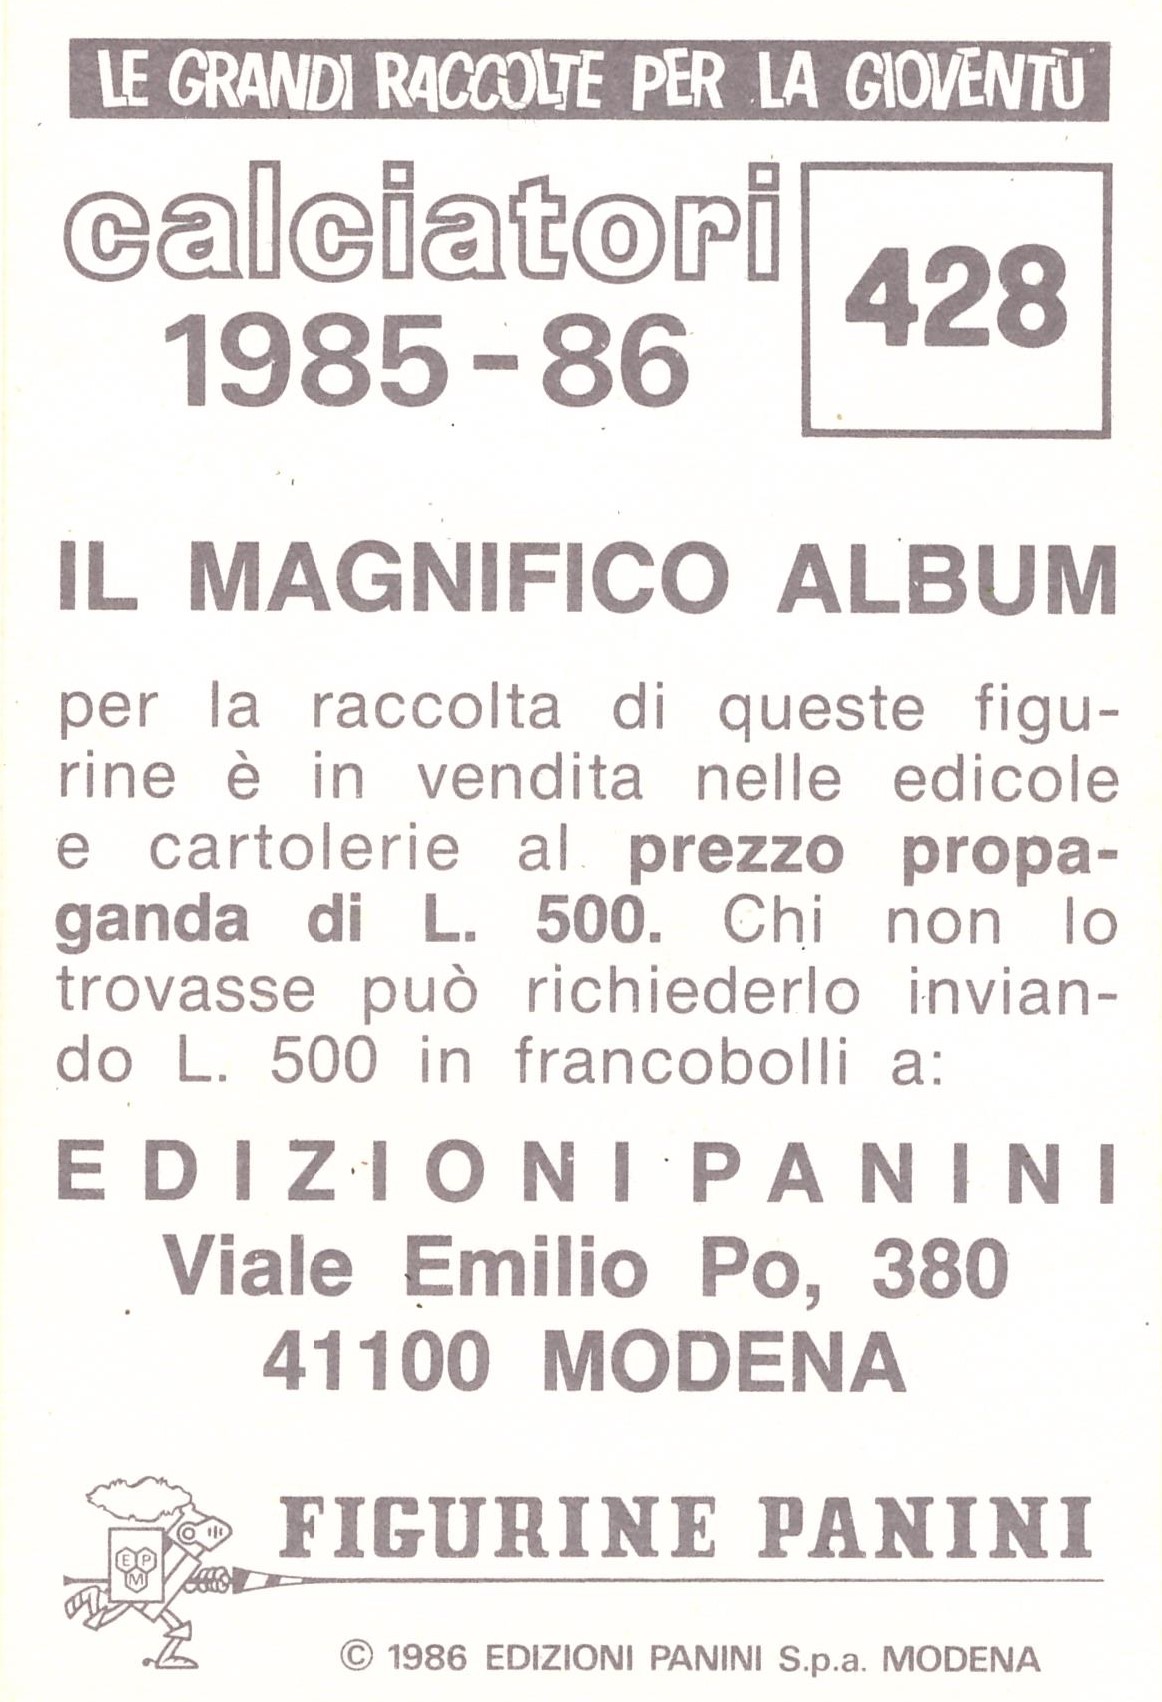 LE GRANDI RACCOLTE PER LA GIOVENTÙ
calciatori
1985-86
428
IL MAGNIFICO ALBUM
per la raccolta di queste figu-
rine è in vendita nelle edicole
e cartolerie al prezzo propa-
ganda di L. 500. Chi non lo
trovasse può richiederlo invian-
do L. 500 in francobolli a:
EDIZIONI PANINI
Viale Emilio Po, 380
41100 MODENA
FIGURINE PANINI
E P
M
© 1986 EDIZIONI PANINI S.p.a. MODENA